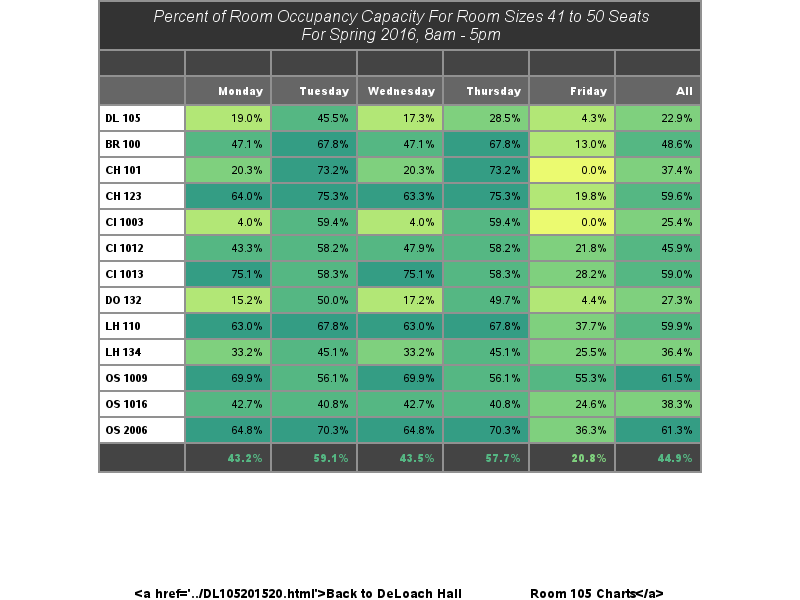 Percent of Room Occupancy Capacity For Room Sizes 41 to 50 Seats
For Spring 2016, 8am - 5pm
Monday Tuesday Wednesday Thursday Friday All
DL 105 19.0% 45.5% 17.3% 28.5% 4.3% 22.9%
BR 100 47.1% 67.8% 47.1% 67.8% 13.0% 48.6%
CH 101 20.3% 73.2% 20.3% 73.2% 0.0% 37.4%
CH 123 64.0% 75.3% 63.3% 75.3% 19.8% 59.6%
CI 1003 4.0% 59.4% 4.0% 59.4% 0.0% 25.4%
CI 1012 43.3% 58.2% 47.9% 58.2% 21.8% 45.9%
CI 1013 75.1% 58.3% 75.1% 58.3% 28.2% 59.0%
DO 132 15.2% 50.0% 17.2% 49.7% 4.4% 27.3%
LH 110 63.0% 67.8% 63.0% 67.8% 37.7% 59.9%
LH 134 33.2% 45.1% 33.2% 45.1% 25.5% 36.4%
OS 1009 69.9% 56.1% 69.9% 56.1% 55.3% 61.5%
OS 1016 42.7% 40.8% 42.7% 40.8% 24.6% 38.3%
OS 2006 64.8% 70.3% 64.8% 70.3% 36.3% 61.3%
43.2% 59.1% 43.5% 57.7% 20.8% 44.9%
<a href='../DL105201520.html'>Back to DeLoach Hall Room 105 Charts</a>